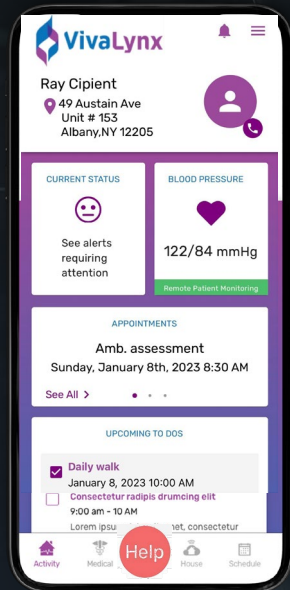 VivaLynx
Ray Cipient
49 Austain Ave
Unit # 153
Albany,NY 12205
CURRENT STATUS
See alerts
requiring
attention
BLOOD PRESSURE
122/84 mmHg
Remote Patient Monitoring
APPOINTMENTS
Amb. assessment
Sunday, January 8th, 2023 8:30 AM
See All >
UPCOMING TO DOS
Daily walk
January 8, 2023 10:00 AM
Consectetur radipis drumcing elit
9:00 am - 10 AM
Lorem ipsu net, consectetur
Activity
Medical
Help
House
Schedule